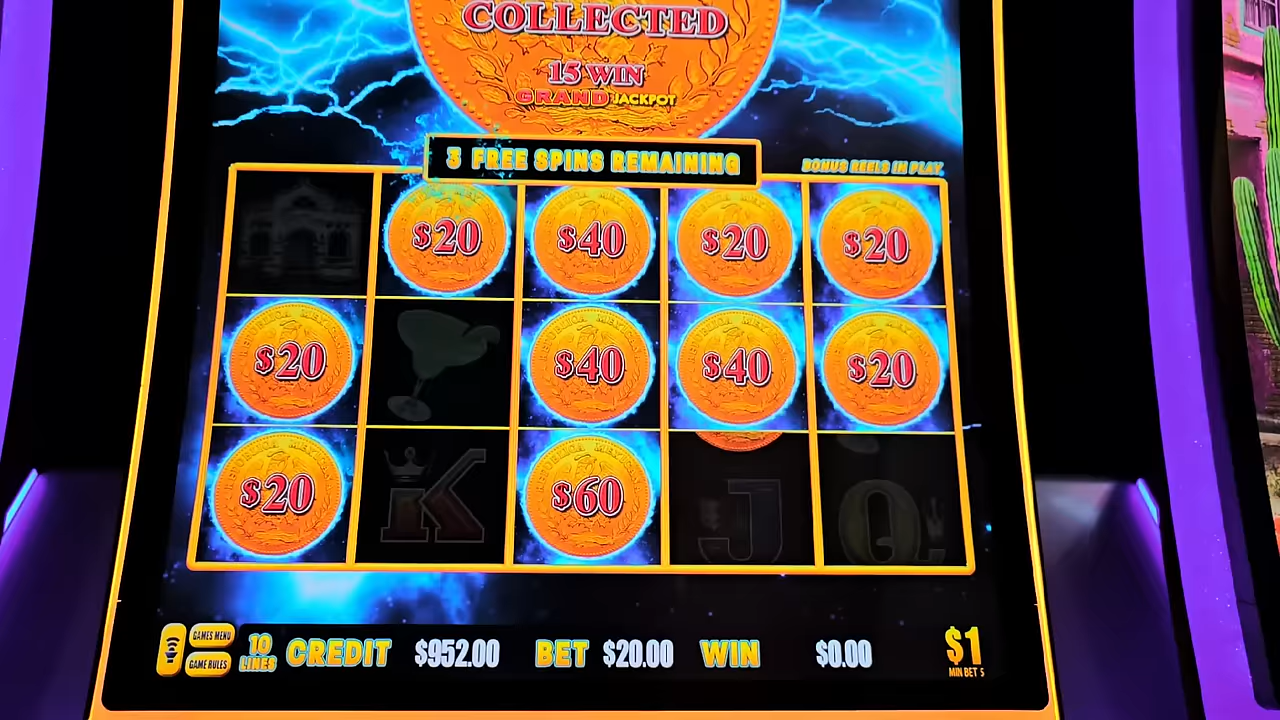 COLLECTED
15 WIN
GRAND JACKPOT
3 FREE SPINS REMAINING
BONUS REELS IN PLAY
$20 $40 $20 $20
$20 $40 $40 $20
$20 K $60 J Q
GAMES MENU
GAME RULES
10 LINES
CREDIT $952.00 BET $20.00 WIN $0.00
$1
MIN BET 5